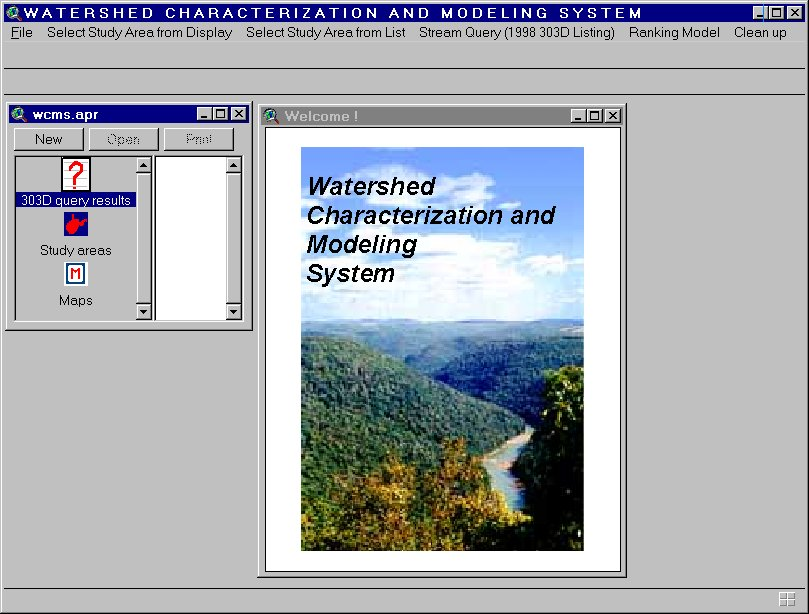 WATERSHED CHARACTERIZATION AND MODELING SYSTEM
File Select Study Area from Display Select Study Area from List Stream Query (1998 303D Listing) Ranking Model Clean up
wcms.apr
New Open Print
?
303D query results
Study areas
M
Maps
Welcome !
Watershed
Characterization and
Modeling
System